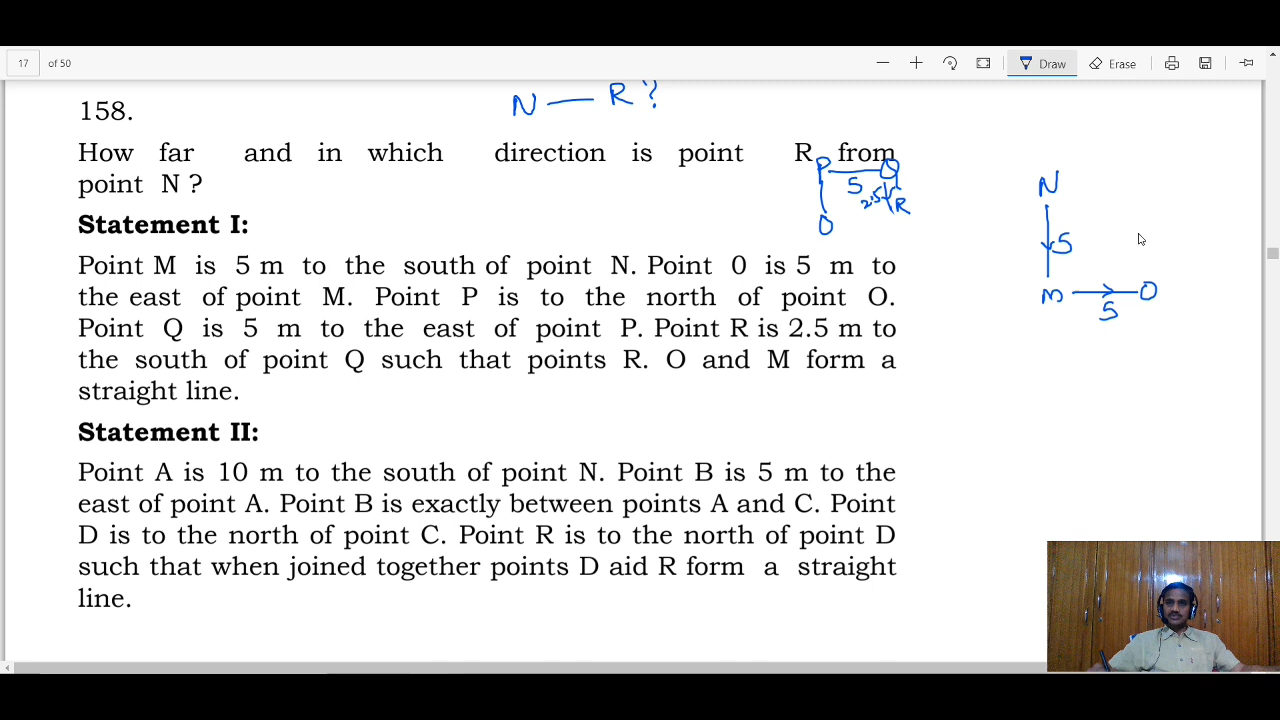 17 of 50 Draw Erase
N — R ?
158.
How far and in which direction is point R from
point N ?
P 5 Q
2.5 R
O
N
5
M O
5
Statement I:
Point M is 5 m to the south of point N. Point 0 is 5 m to
the east of point M. Point P is to the north of point O.
Point Q is 5 m to the east of point P. Point R is 2.5 m to
the south of point Q such that points R. O and M form a
straight line.
Statement II:
Point A is 10 m to the south of point N. Point B is 5 m to the
east of point A. Point B is exactly between points A and C. Point
D is to the north of point C. Point R is to the north of point D
such that when joined together points D aid R form a straight
line.